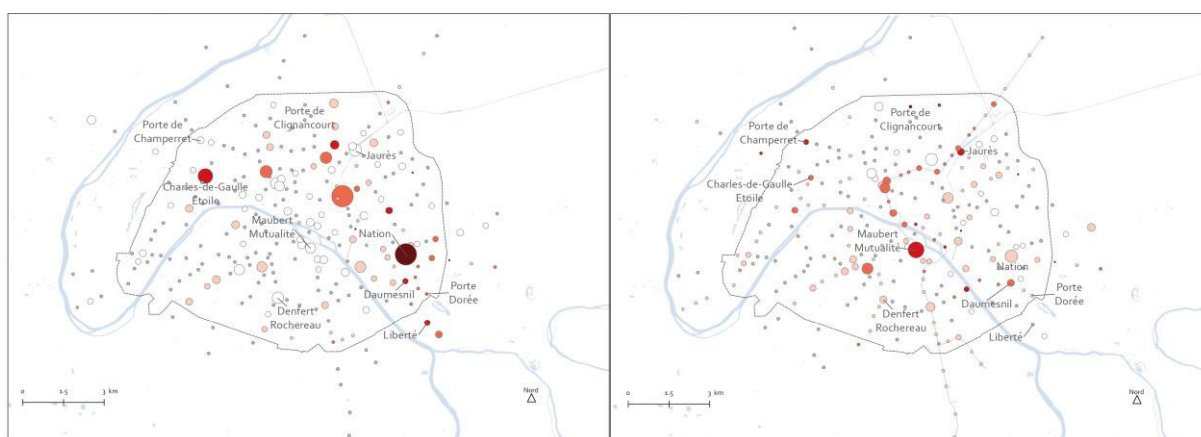 Porte de
Clignancourt
Porte de
Champerret
Jaurès
Charles-de-Gaulle
Étoile
Maubert
Mutualité
Nation
Daumesnil
Porte
Dorée
Denfert
Rochereau
Liberté
0 1.5 3 km
Nord
Porte de
Clignancourt
Porte de
Champerret
Jaurès
Charles-de-Gaulle
Etoile
Maubert
Mutualité
Nation
Daumesnil
Porte
Dorée
Denfert
Rochereau
Liberté
0 1.5 3 km
Nord